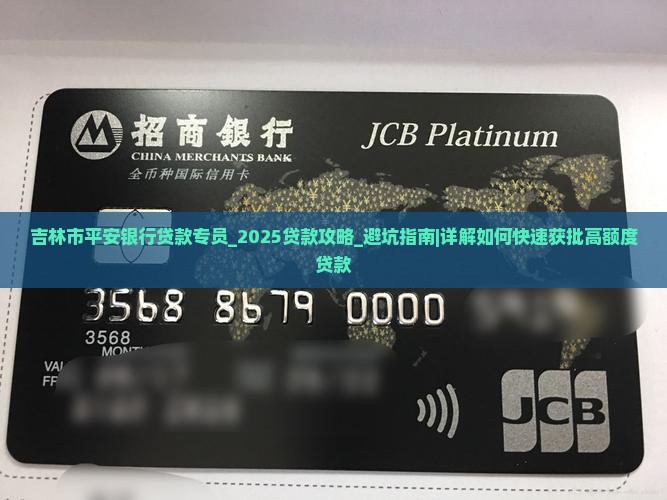 招商銀行
CHINA MERCHANTS BANK
全币种国际信用卡
JCB Platinum
吉林市平安银行贷款专员_2025贷款攻略_避坑指南|详解如何快速获批高额度
贷款
3568 8679 0000
3568
MONTH
JCB